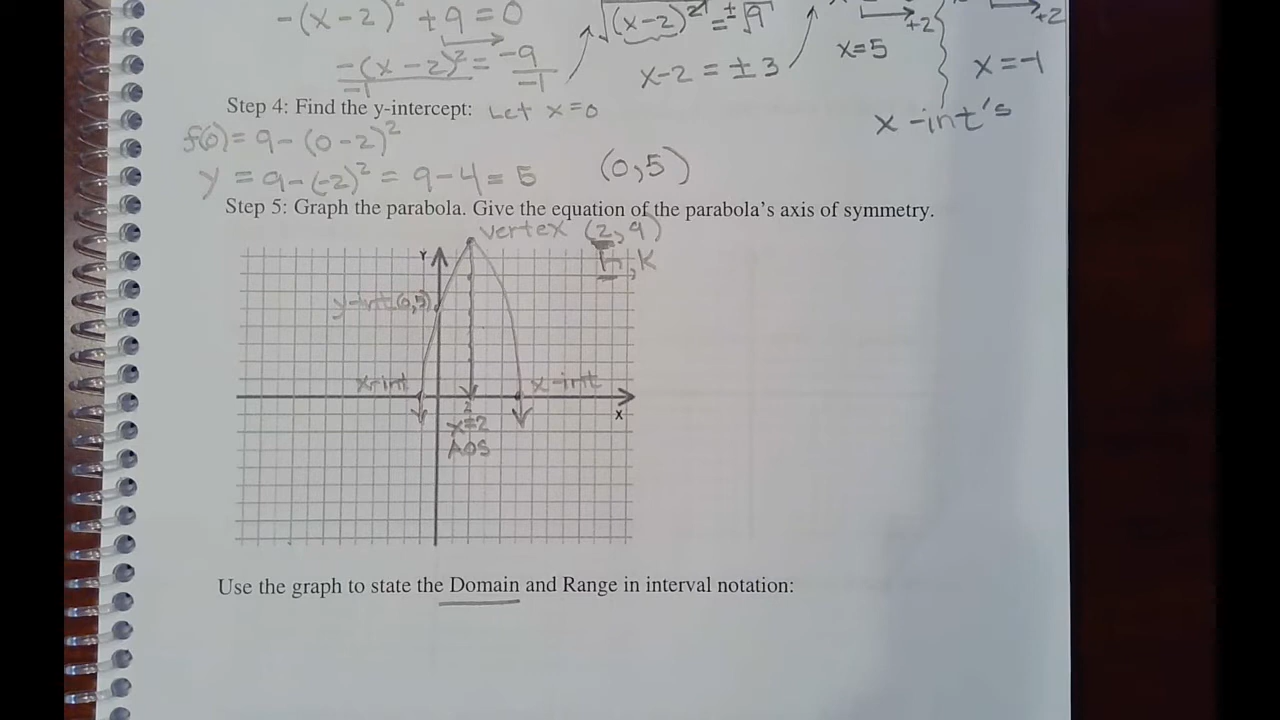 -(x-2)² + 9 = 0
√(x-2)² = ±√9
+2
+2
-(x-2)² = -9
-1 -1
x-2 = ±3
x=5
x=-1
Step 4: Find the y-intercept: Let x=0
x-int's
f(0) = 9-(0-2)²
y = 9-(-2)² = 9-4 = 5 (0,5)
Step 5: Graph the parabola. Give the equation of the parabola's axis of symmetry.
vertex (2,9)
h,k
Y
y-int (0,5)
x-int
x-int
x
2
x=2
AOS
Use the graph to state the Domain and Range in interval notation: